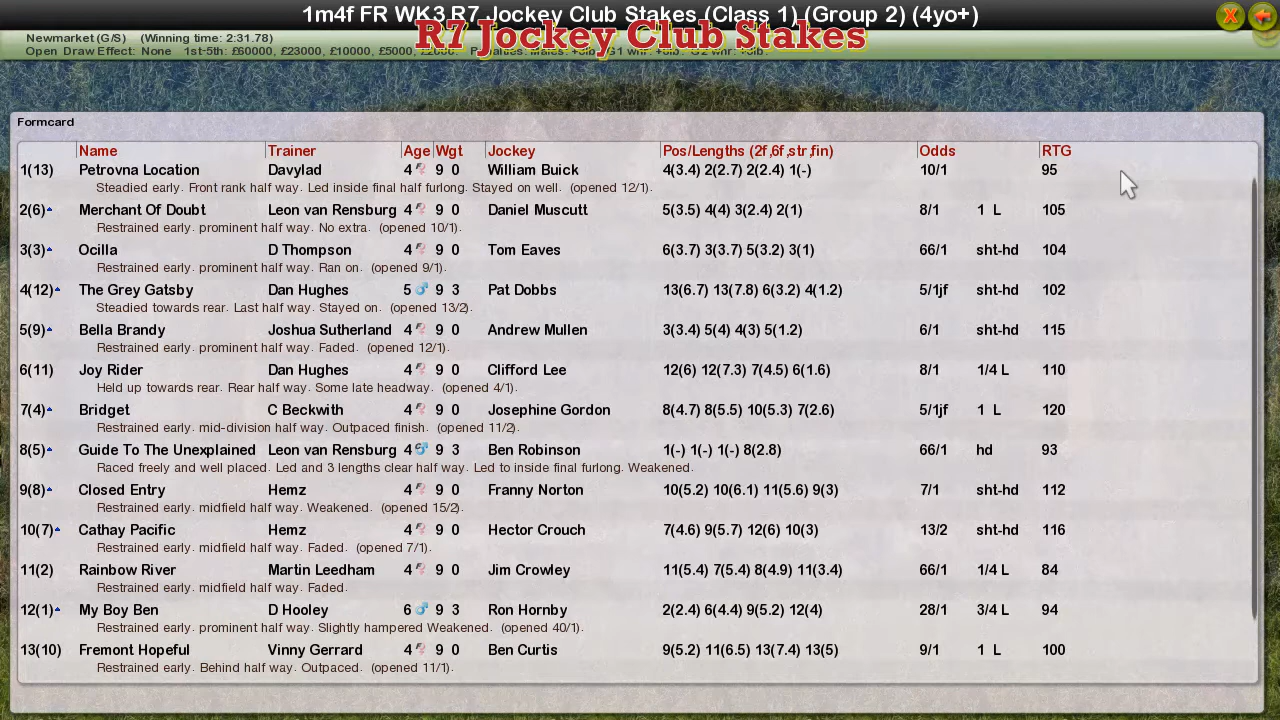 1m4f FR WK3 R7 Jockey Club Stakes (Class 1) (Group 2) (4yo+)
R7 Jockey Club Stakes
Newmarket (G/S) (Winning time: 2:31.78)
Open Draw Effect: None 1st-5th: £60000, £23000, £10000, £5000,
Formcard
Name Trainer Age Wgt Jockey Pos/Lengths (2f,6f,str,fin) Odds RTG
1(13) Petrovna Location Davylad 4 9 0 William Buick 4(3.4) 2(2.7) 2(2.4) 1(-) 10/1 95
Steadied early. Front rank half way. Led inside final half furlong. Stayed on well. (opened 12/1).
2(6) Merchant Of Doubt Leon van Rensburg 4 9 0 Daniel Muscutt 5(3.5) 4(4) 3(2.4) 2(1) 8/1 1 L 105
Restrained early. prominent half way. No extra. (opened 10/1).
3(3) Ocilla D Thompson 4 9 0 Tom Eaves 6(3.7) 3(3.7) 5(3.2) 3(1) 66/1 sht-hd 104
Restrained early. prominent half way. Ran on. (opened 9/1).
4(12) The Grey Gatsby Dan Hughes 5 9 3 Pat Dobbs 13(6.7) 13(7.8) 6(3.2) 4(1.2) 5/1jf sht-hd 102
Steadied towards rear. Last half way. Stayed on. (opened 13/2).
5(9) Bella Brandy Joshua Sutherland 4 9 0 Andrew Mullen 3(3.4) 5(4) 4(3) 5(1.2) 6/1 sht-hd 115
Restrained early. prominent half way. Faded. (opened 12/1).
6(11) Joy Rider Dan Hughes 4 9 0 Clifford Lee 12(6) 12(7.3) 7(4.5) 6(1.6) 8/1 1/4 L 110
Held up towards rear. Rear half way. Some late headway. (opened 4/1).
7(4) Bridget C Beckwith 4 9 0 Josephine Gordon 8(4.7) 8(5.5) 10(5.3) 7(2.6) 5/1jf 1 L 120
Restrained early. mid-division half way. Outpaced finish. (opened 11/2).
8(5) Guide To The Unexplained Leon van Rensburg 4 9 3 Ben Robinson 1(-) 1(-) 1(-) 8(2.8) 66/1 hd 93
Raced freely and well placed. Led and 3 lengths clear half way. Led to inside final furlong. Weakened.
9(8) Closed Entry Hemz 4 9 0 Franny Norton 10(5.2) 10(6.1) 11(5.6) 9(3) 7/1 sht-hd 112
Restrained early. midfield half way. Weakened. (opened 15/2).
10(7) Cathay Pacific Hemz 4 9 0 Hector Crouch 7(4.6) 9(5.7) 12(6) 10(3) 13/2 sht-hd 116
Restrained early. midfield half way. Faded. (opened 7/1).
11(2) Rainbow River Martin Leedham 4 9 0 Jim Crowley 11(5.4) 7(5.4) 8(4.9) 11(3.4) 66/1 1/4 L 84
Restrained early. midfield half way. Faded.
12(1) My Boy Ben D Hooley 6 9 3 Ron Hornby 2(2.4) 6(4.4) 9(5.2) 12(4) 28/1 3/4 L 94
Restrained early. prominent half way. Slightly hampered Weakened. (opened 40/1).
13(10) Fremont Hopeful Vinny Gerrard 4 9 0 Ben Curtis 9(5.2) 11(6.5) 13(7.4) 13(5) 9/1 1 L 100
Restrained early. Behind half way. Outpaced. (opened 11/1).